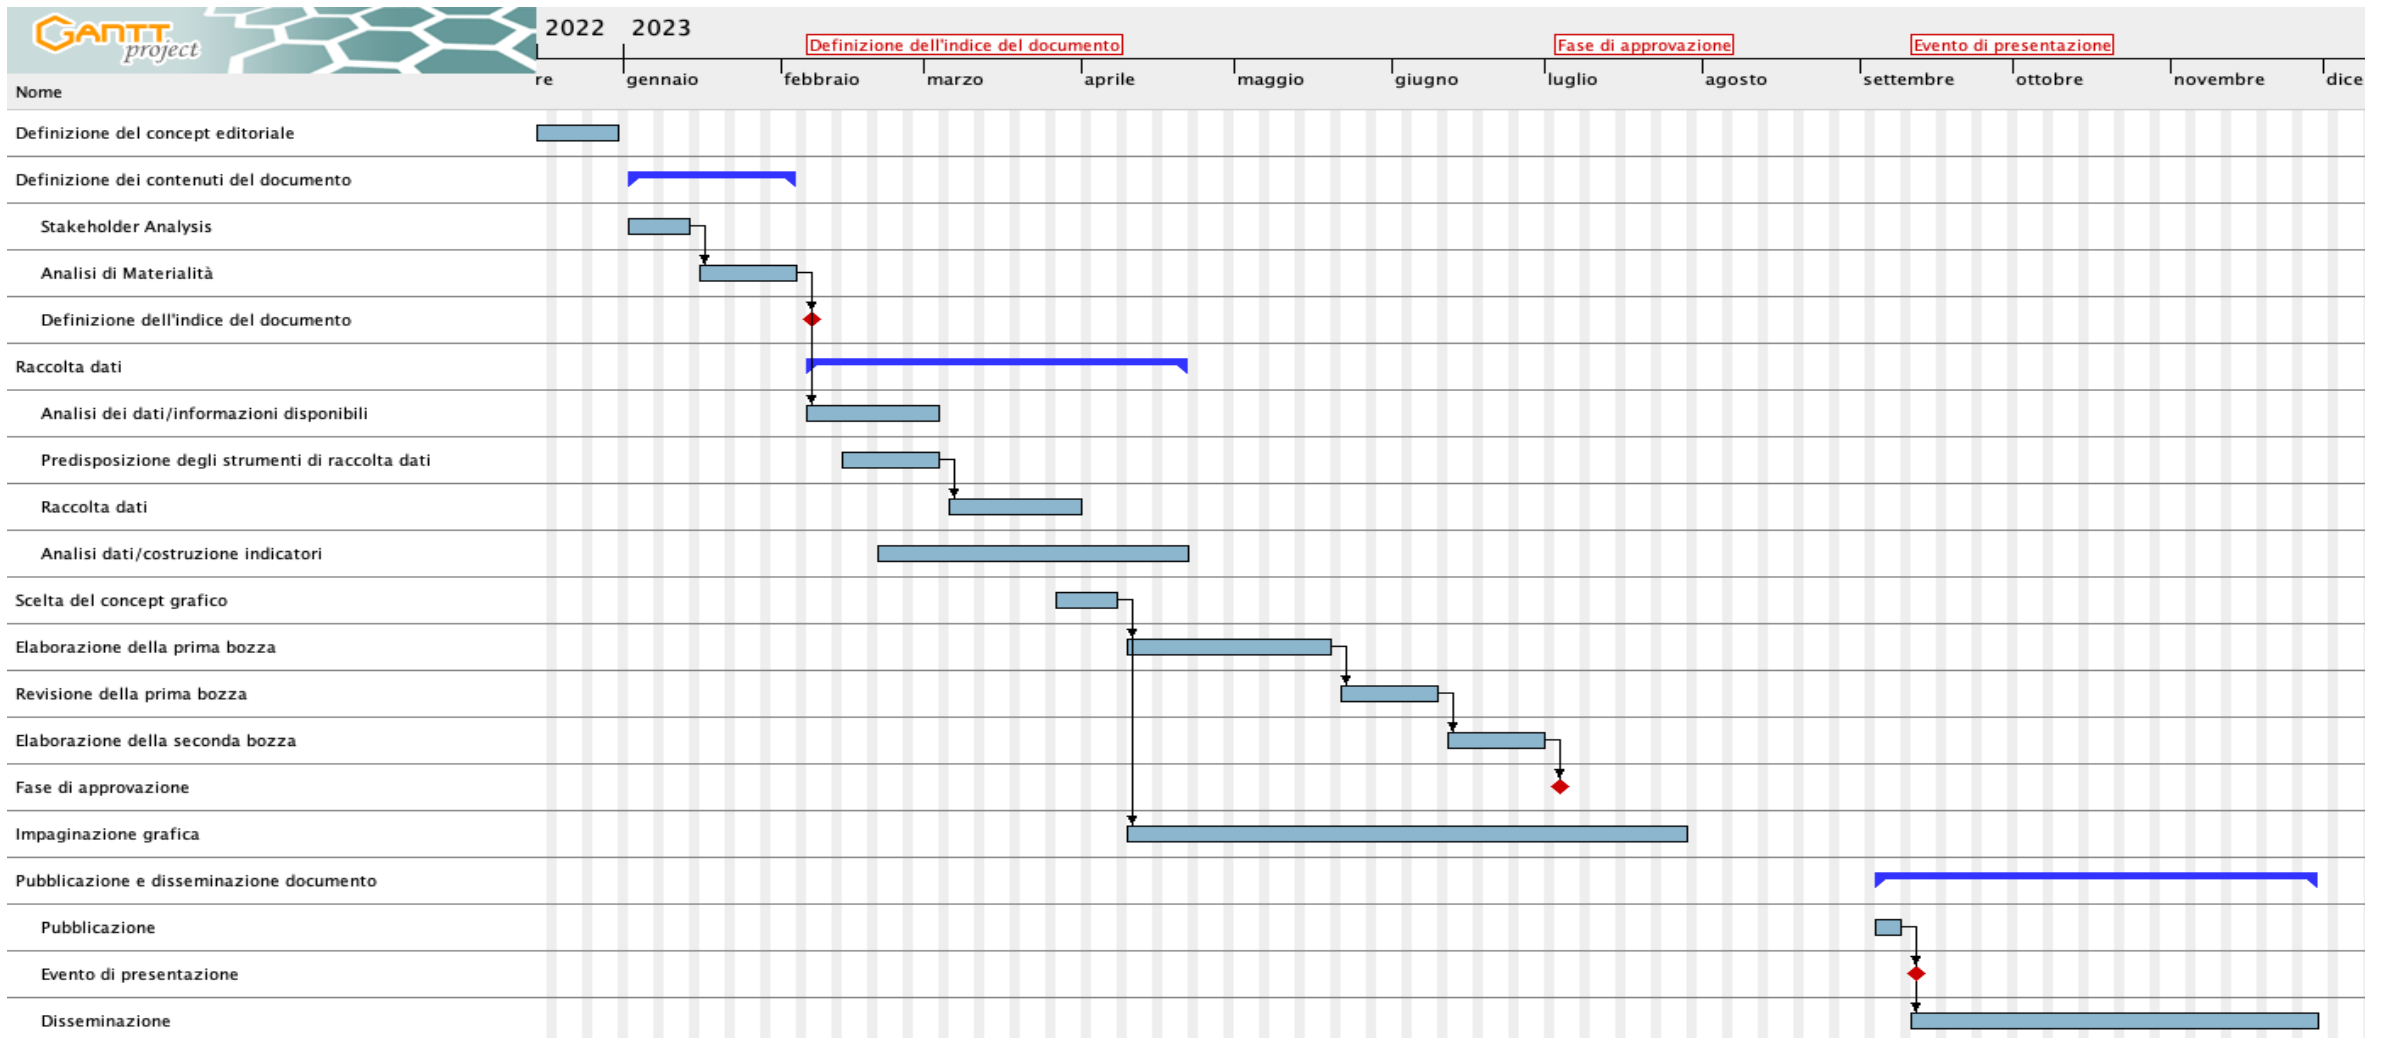 GANTT
project
2022
2023
Definizione dell'indice del documento
Fase di approvazione
Evento di presentazione
re
gennaio
febbraio
marzo
aprile
maggio
giugno
luglio
agosto
settembre
ottobre
novembre
dice
Nome
Definizione del concept editoriale
Definizione dei contenuti del documento
Stakeholder Analysis
Analisi di Materialità
Definizione dell'indice del documento
Raccolta dati
Analisi dei dati/informazioni disponibili
Predisposizione degli strumenti di raccolta dati
Raccolta dati
Analisi dati/costruzione indicatori
Scelta del concept grafico
Elaborazione della prima bozza
Revisione della prima bozza
Elaborazione della seconda bozza
Fase di approvazione
Impaginazione grafica
Pubblicazione e disseminazione documento
Pubblicazione
Evento di presentazione
Disseminazione